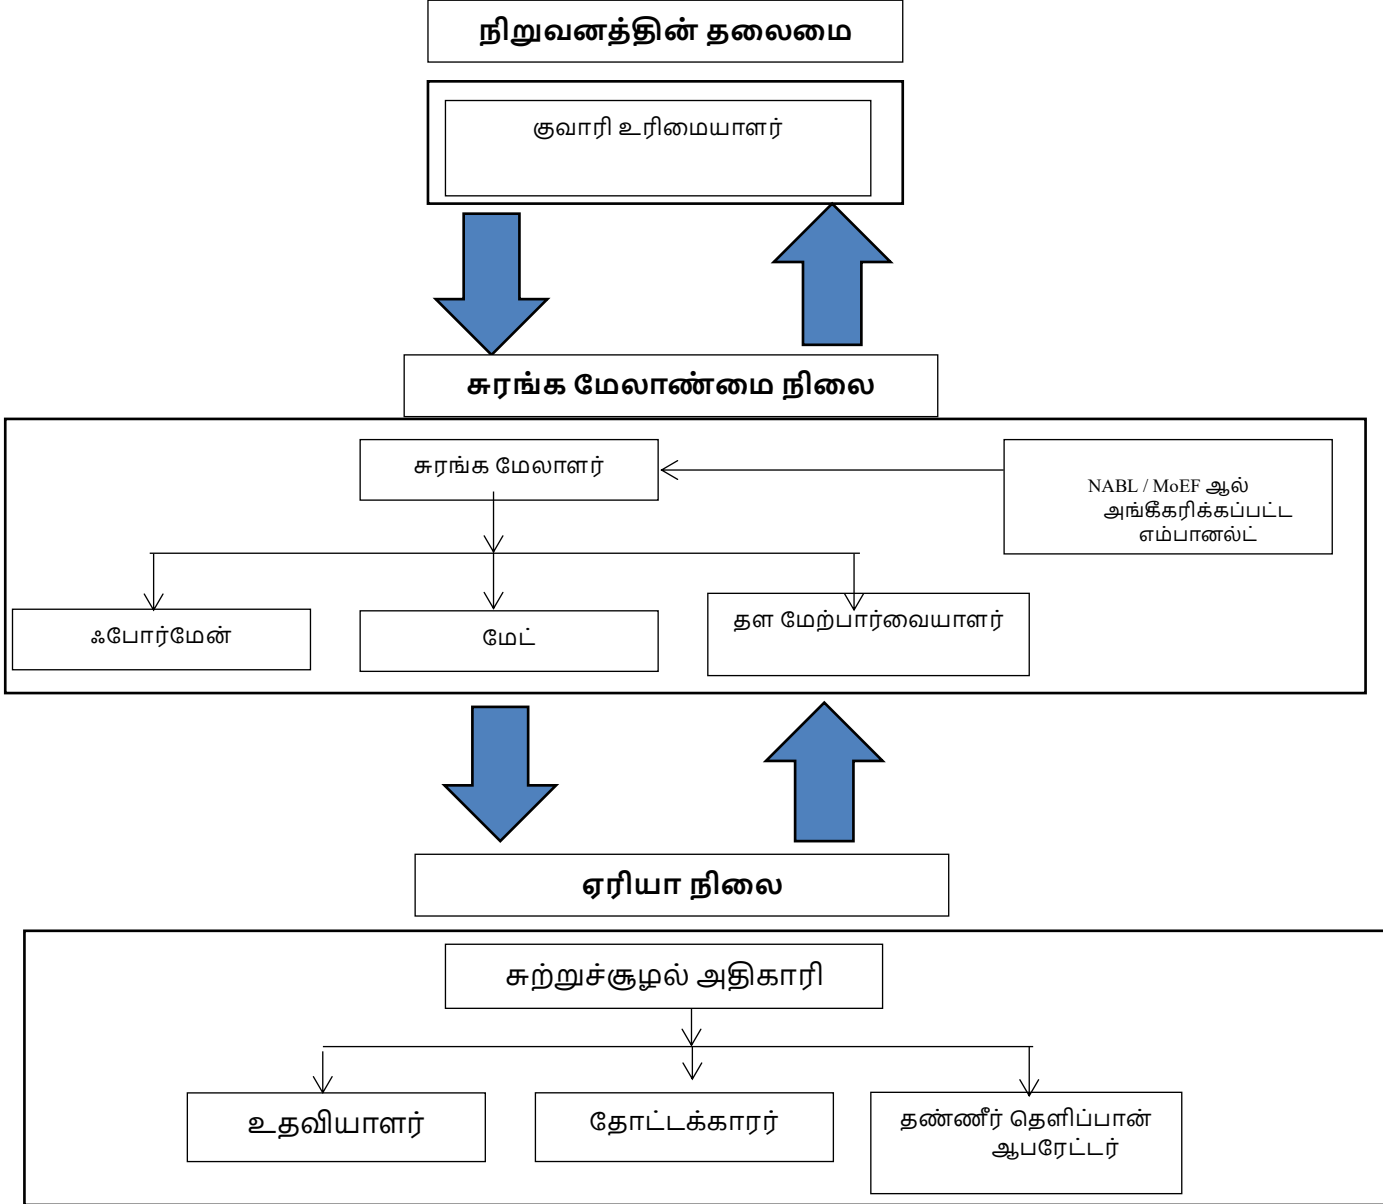 நிறுவனத்தின் தலைமை
குவாரி உரிமையாளர்
சுரங்க மேலாண்மை நிலை
சுரங்க மேலாளர்
NABL / MoEF ஆல்
அங்கீகரிக்கப்பட்ட
எம்பானல்ட்
ஃபோர்மேன்
மேட்
தள மேற்பார்வையாளர்
ஏரியா நிலை
சுற்றுச்சூழல் அதிகாரி
உதவியாளர்
தோட்டக்காரர்
தண்ணீர் தெளிப்பான்
ஆபரேட்டர்